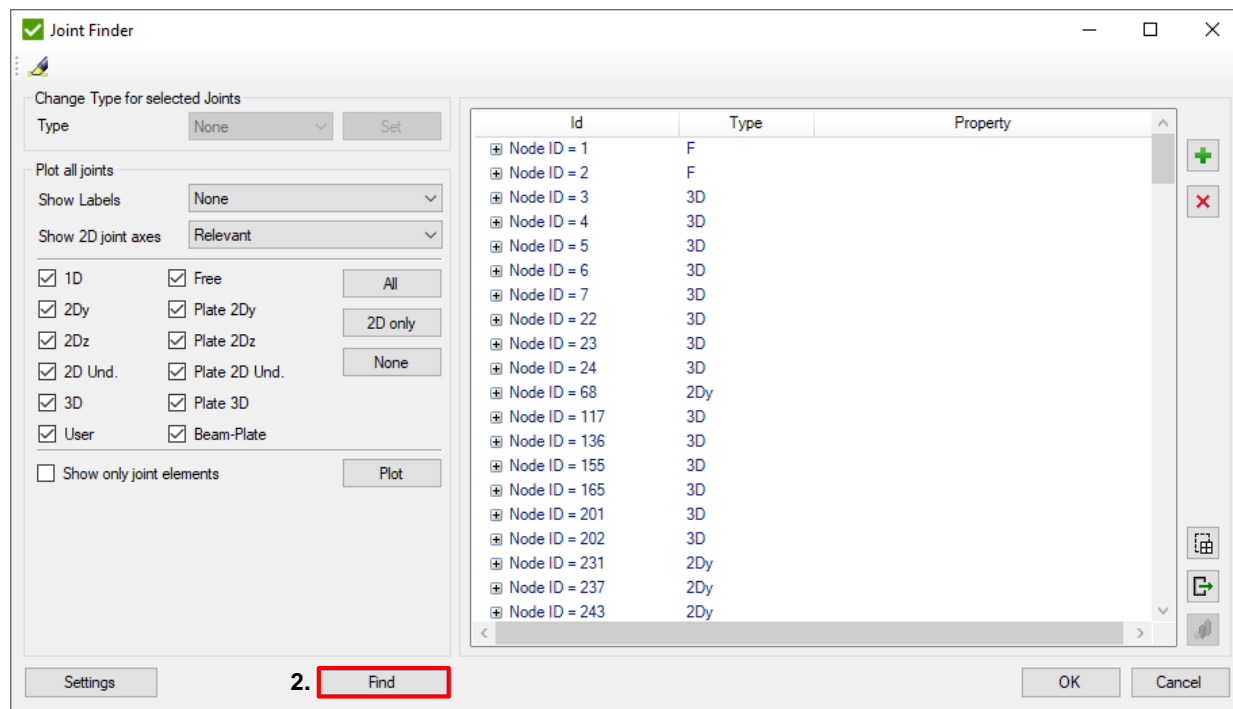 Joint Finder
Change Type for selected Joints
Type None Set
Plot all joints
Show Labels None
Show 2D joint axes Relevant
1D Free All
2Dy Plate 2Dy 2D only
2Dz Plate 2Dz
2D Und. Plate 2D Und. None
3D Plate 3D
User Beam-Plate
Show only joint elements Plot
Id Type Property
Node ID = 1 F
Node ID = 2 F
Node ID = 3 3D
Node ID = 4 3D
Node ID = 5 3D
Node ID = 6 3D
Node ID = 7 3D
Node ID = 22 3D
Node ID = 23 3D
Node ID = 24 3D
Node ID = 68 2Dy
Node ID = 117 3D
Node ID = 136 3D
Node ID = 155 3D
Node ID = 165 3D
Node ID = 201 3D
Node ID = 202 3D
Node ID = 231 2Dy
Node ID = 237 2Dy
Node ID = 243 2Dy
Settings 2. Find OK Cancel